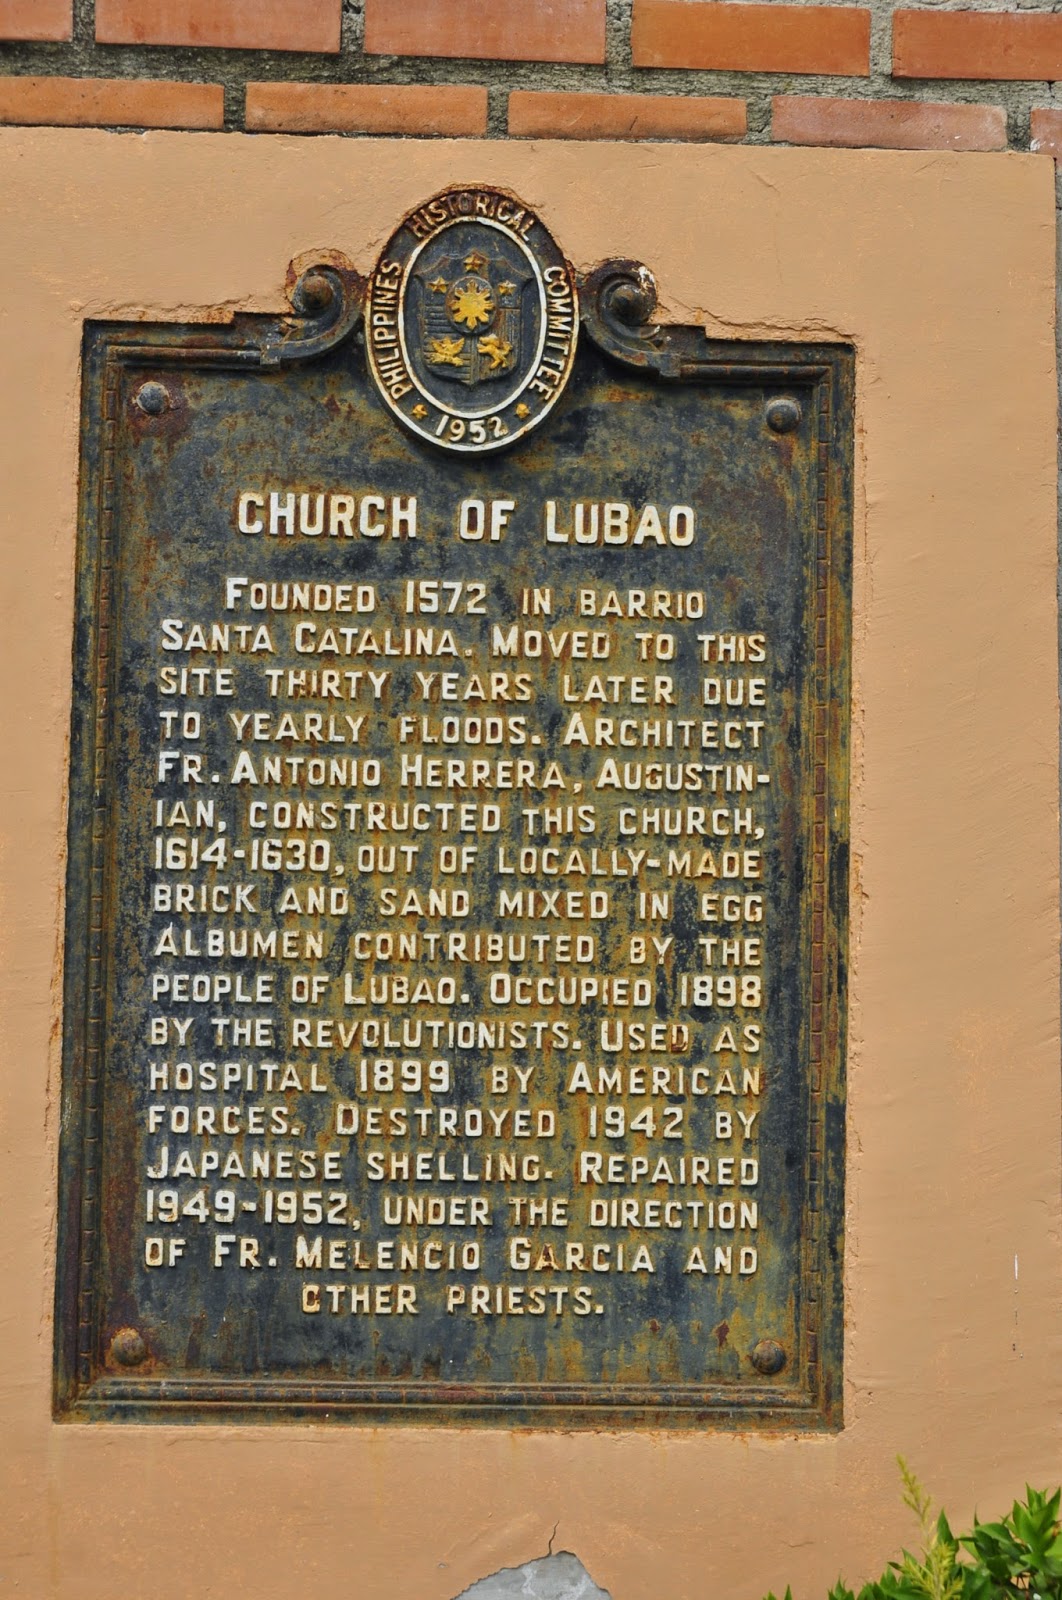 PHILIPPINES HISTORICAL COMMITTEE
1952
CHURCH OF LUBAO
FOUNDED 1572 IN BARRIO
SANTA CATALINA. MOVED TO THIS
SITE THIRTY YEARS LATER DUE
TO YEARLY FLOODS. ARCHITECT
FR. ANTONIO HERRERA, AUGUSTIN-
IAN, CONSTRUCTED THIS CHURCH,
1614-1630, OUT OF LOCALLY-MADE
BRICK AND SAND MIXED IN EGG
ALBUMEN CONTRIBUTED BY THE
PEOPLE OF LUBAO. OCCUPIED 1898
BY THE REVOLUTIONISTS. USED AS
HOSPITAL 1899 BY AMERICAN
FORCES. DESTROYED 1942 BY
JAPANESE SHELLING. REPAIRED
1949-1952, UNDER THE DIRECTION
OF FR. MELENCIO GARCIA AND
OTHER PRIESTS.